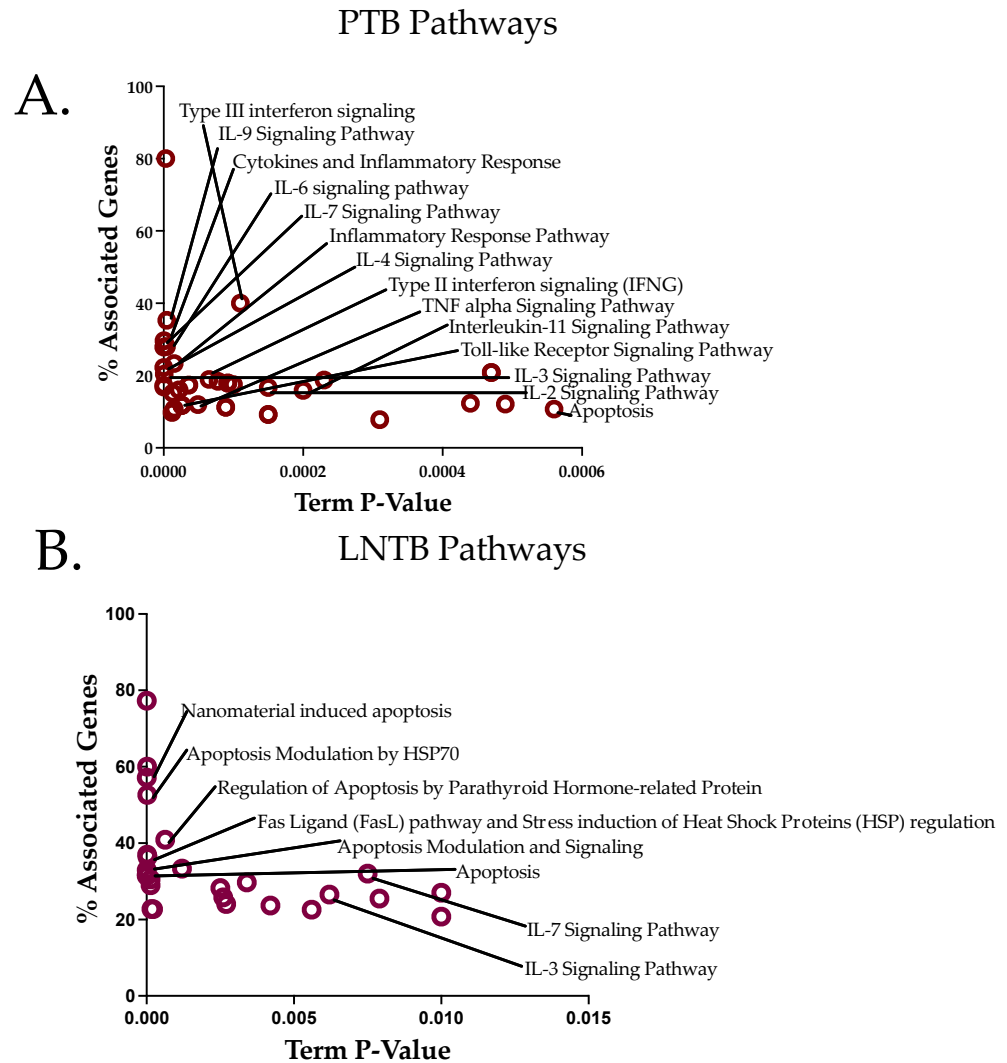 PTB Pathways
A.
100
80
60
40
20
0
% Associated Genes
Type III interferon signaling
IL-9 Signaling Pathway
Cytokines and Inflammatory Response
IL-6 signaling pathway
IL-7 Signaling Pathway
Inflammatory Response Pathway
IL-4 Signaling Pathway
Type II interferon signaling (IFNG)
TNF alpha Signaling Pathway
Interleukin-11 Signaling Pathway
Toll-like Receptor Signaling Pathway
IL-3 Signaling Pathway
IL-2 Signaling Pathway
Apoptosis
0.0000 0.0002 0.0004 0.0006
Term P-Value
B.
LNTB Pathways
100
80
60
40
20
0
% Associated Genes
Nanomaterial induced apoptosis
Apoptosis Modulation by HSP70
Regulation of Apoptosis by Parathyroid Hormone-related Protein
Fas Ligand (FasL) pathway and Stress induction of Heat Shock Proteins (HSP) regulation
Apoptosis Modulation and Signaling
Apoptosis
IL-7 Signaling Pathway
IL-3 Signaling Pathway
0.000 0.005 0.010 0.015
Term P-Value